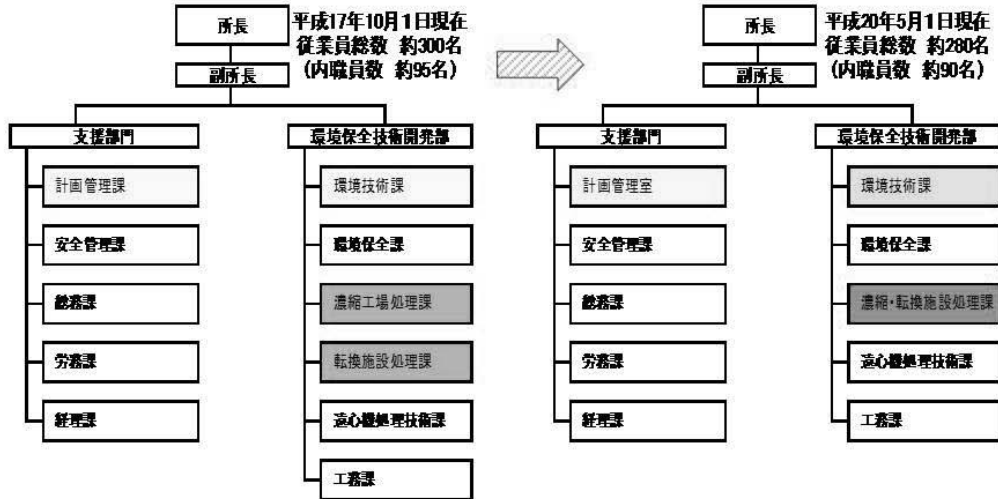 所長
平成17年10月1日現在
従業員総数 約300名
(内職員数 約95名)
副所長
支援部門
計画管理課
安全管理課
総務課
労務課
経理課
環境保全技術開発部
環境技術課
環境保全課
濃縮工場処理課
転換施設処理課
遠心機処理技術課
工務課
所長
平成20年5月1日現在
従業員総数 約280名
(内職員数 約90名)
副所長
支援部門
計画管理室
安全管理課
総務課
労務課
経理課
環境保全技術開発部
環境技術課
環境保全課
濃縮・転換施設処理課
遠心機処理技術課
工務課